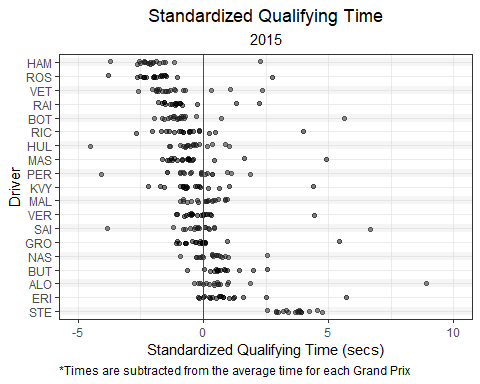 Standardized Qualifying Time
2015
HAM
ROS
VET
RAI
BOT
RIC
HUL
MAS
PER
KVY
MAL
VER
SAI
GRO
NAS
BUT
ALO
ERI
STE
Driver
-5 0 5 10
Standardized Qualifying Time (secs)
*Times are subtracted from the average time for each Grand Prix